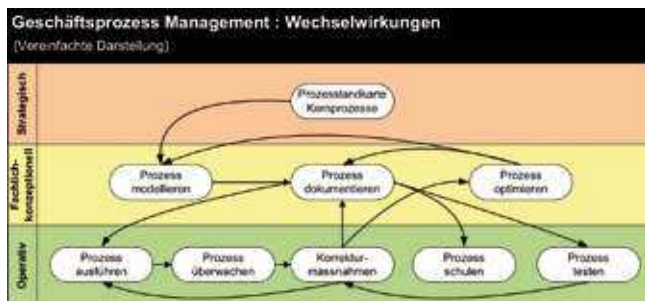 Geschäftsprozess Management : Wechselwirkungen
(Vereinfachte Darstellung)
Strategisch
Prozesslandkarte
Kernprozesse
Fachlich-
konzeptionell
Prozess
modellieren
Prozess
dokumentieren
Prozess
optimieren
Operativ
Prozess
ausführen
Prozess
überwachen
Korrektur-
massnahmen
Prozess
schulen
Prozess
testen